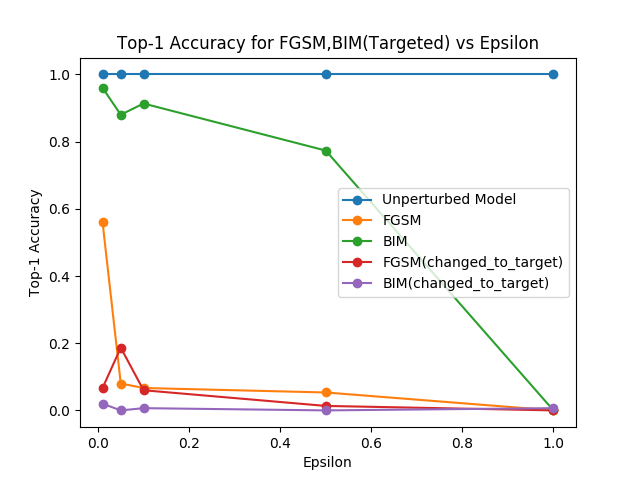 Top-1 Accuracy for FGSM,BIM(Targeted) vs Epsilon
1.0
0.8
0.6
0.4
0.2
0.0
Top-1 Accuracy
Unperturbed Model
FGSM
BIM
FGSM(changed_to_target)
BIM(changed_to_target)
0.0 0.2 0.4 0.6 0.8 1.0
Epsilon